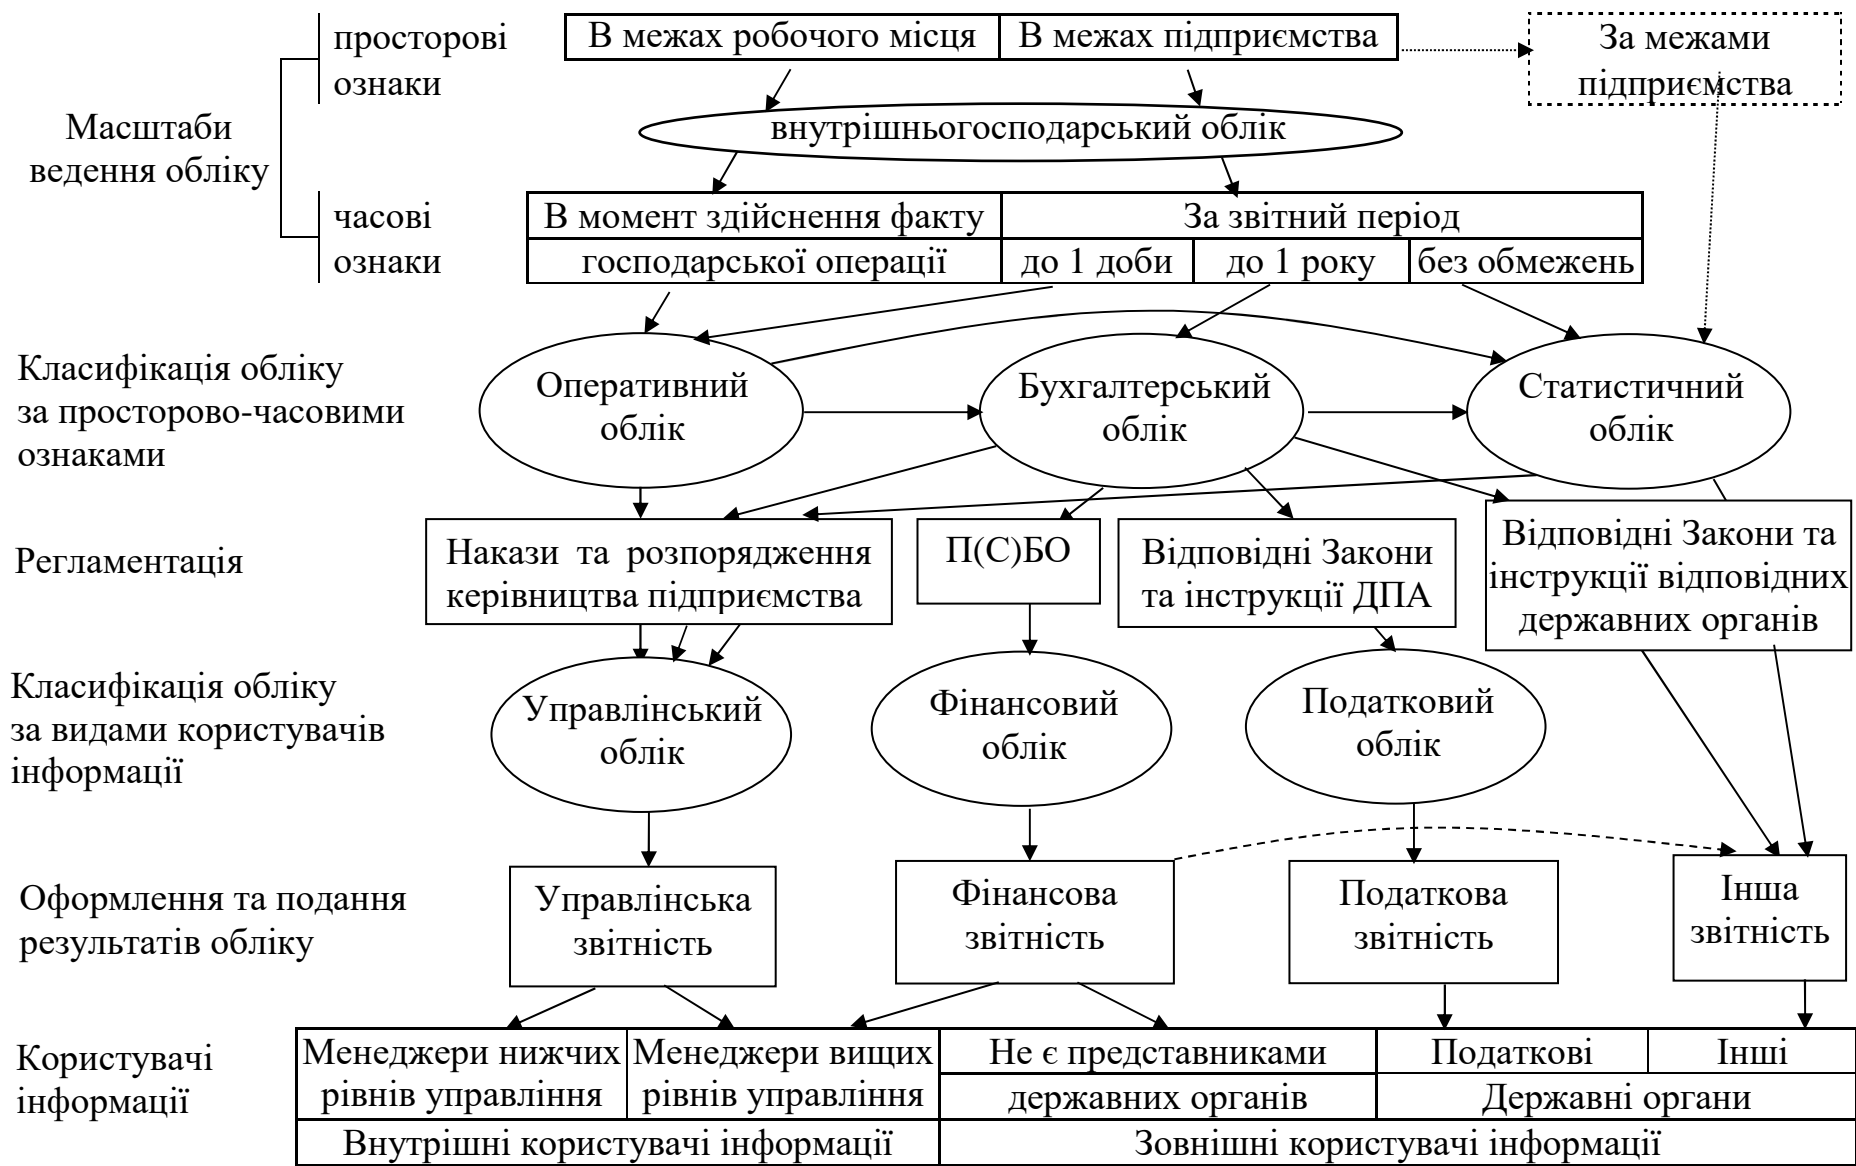 просторові
ознаки
В межах робочого місця
В межах підприємства
За межами
підприємства
Масштаби
ведення обліку
внутрішньогосподарський облік
часові
ознаки
В момент здійснення факту
господарської операції
За звітний період
до 1 доби
до 1 року
без обмежень
Класифікація обліку
за просторово-часовими
ознаками
Оперативний
облік
Бухгалтерський
облік
Статистичний
облік
Регламентація
Накази та розпорядження
керівництва підприємства
П(С)БО
Відповідні Закони
та інструкції ДПА
Відповідні Закони та
інструкції відповідних
державних органів
Класифікація обліку
за видами користувачів
інформації
Управлінський
облік
Фінансовий
облік
Податковий
облік
Оформлення та подання
результатів обліку
Управлінська
звітність
Фінансова
звітність
Податкова
звітність
Інша
звітність
Користувачі
інформації
Менеджери нижчих
рівнів управління
Менеджери вищих
рівнів управління
Не є представниками
державних органів
Податкові
Інші
Державні органи
Внутрішні користувачі інформації
Зовнішні користувачі інформації